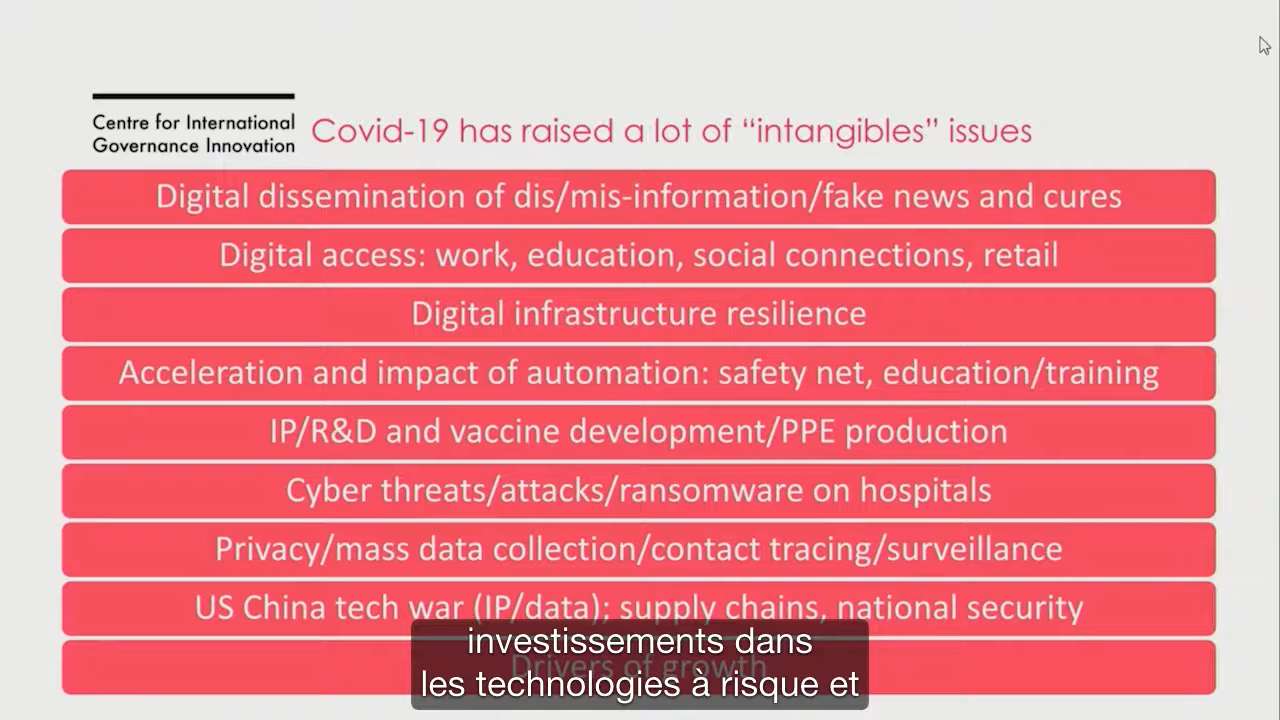 Centre for International
Governance Innovation
Covid-19 has raised a lot of “intangibles” issues
Digital dissemination of dis/mis-information/fake news and cures
Digital access: work, education, social connections, retail
Digital infrastructure resilience
Acceleration and impact of automation: safety net, education/training
IP/R&D and vaccine development/PPE production
Cyber threats/attacks/ransomware on hospitals
Privacy/mass data collection/contact tracing/surveillance
US China tech war (IP/data); supply chains, national security
Drivers of growth
investissements dans
les technologies à risque et